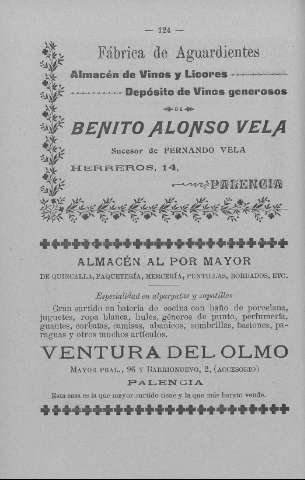 — 124 —
Fábrica de Aguardientes
Almacén de Vinos y Licores
Depósito de Vinos generosos
DE
BENITO ALONSO VELA
Sucesor de FERNANDO VELA
HERREROS, 14,
PALENCIA
ALMACÉN AL POR MAYOR
DE QUINCALLA, PAQUETERÍA, MERCERÍA, PUNTILLAS, BORDADOS, ETC.
Especialidad en alpargatas y zapatillas
Gran surtido en batería de cocina con baño de porcelana,
juguetes, ropa blanca, hules, géneros de punto, perfumería,
guantes, corbatas, camisas, abanicos, sombrillas, bastones, pa-
raguas y otros muchos artículos.
VENTURA DEL OLMO
MAYOR PRAL., 96 Y BARRIONUEVO, 2, (ACCESORIO)
PALENCIA
Esta casa es la que mayor surtido tiene y la que más barato vende.